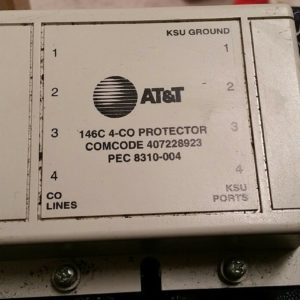 KSU GROUND
1 1
2 AT&T 2
146C 4-CO PROTECTOR
3 COMCODE 407228923 3
PEC 8310-004
4 4
CO KSU
LINES PORTS